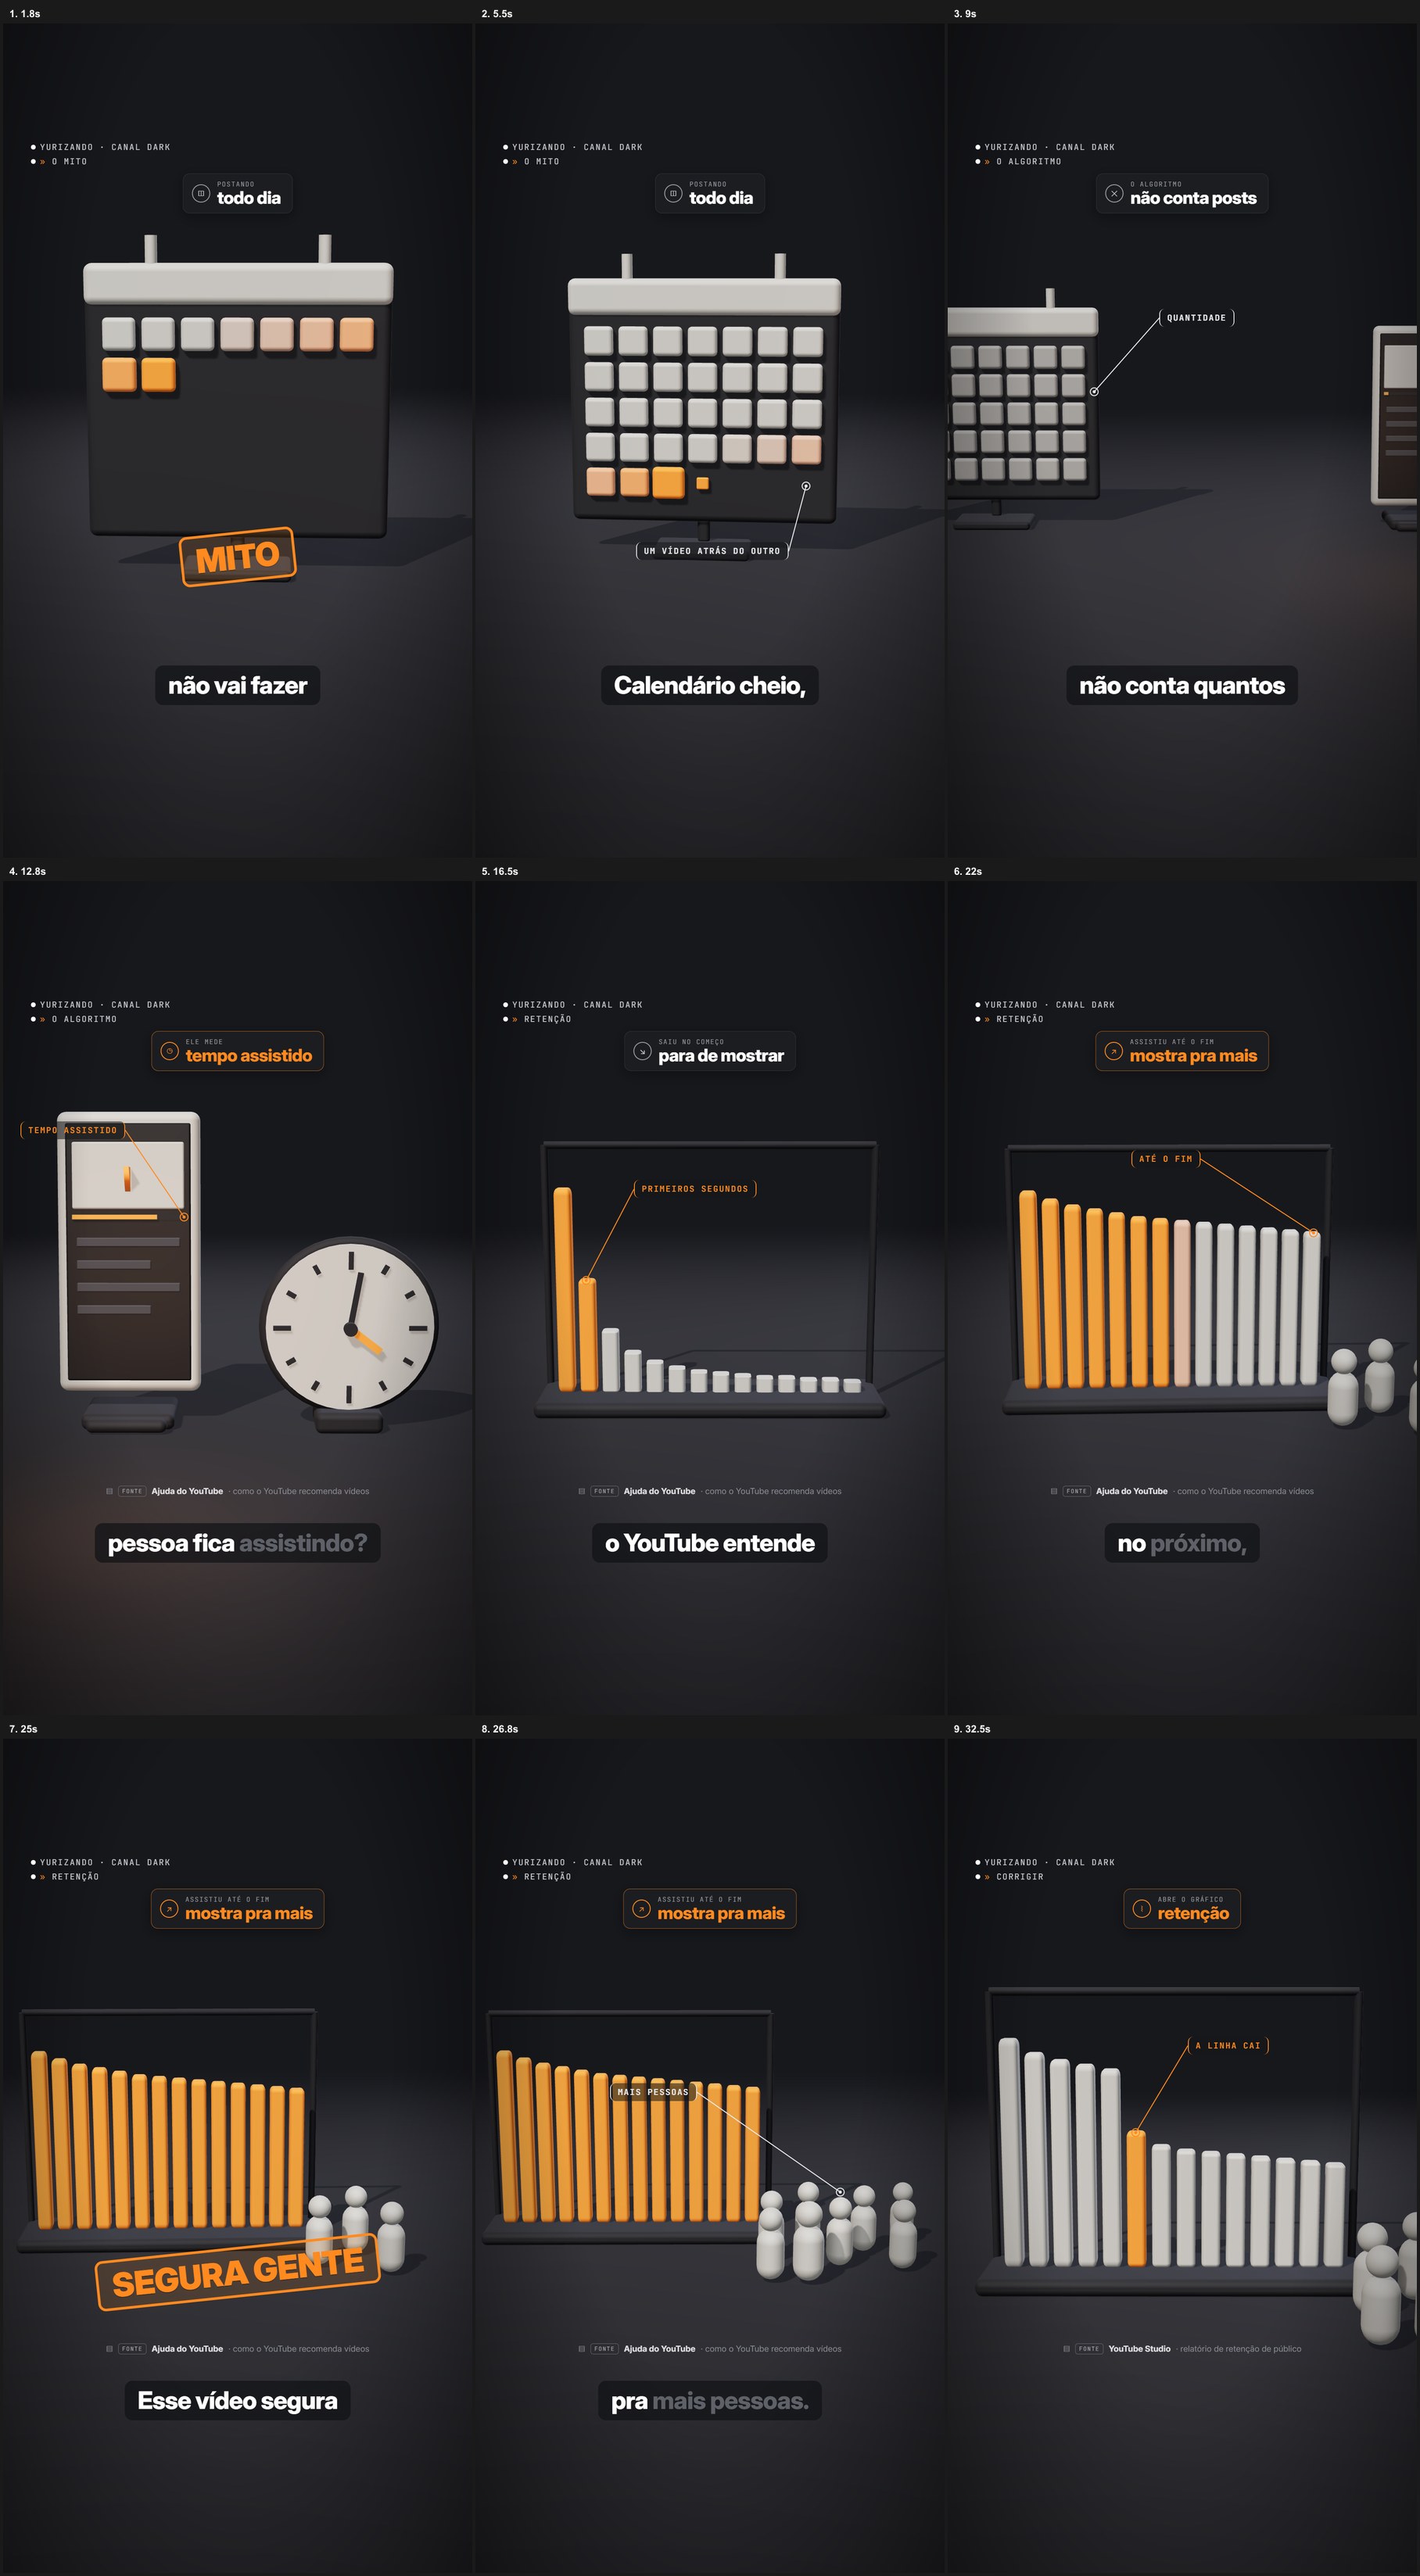 1. 1.8s
YURIZANDO · CANAL DARK
» O MITO
POSTANDO
todo dia
MITO
não vai fazer
2. 5.5s
YURIZANDO · CANAL DARK
» O MITO
POSTANDO
todo dia
UM VÍDEO ATRÁS DO OUTRO
Calendário cheio,
3. 9s
YURIZANDO · CANAL DARK
» O ALGORITMO
O ALGORITMO
não conta posts
QUANTIDADE
não conta quantos
4. 12.8s
YURIZANDO · CANAL DARK
» O ALGORITMO
ELE MEDE
tempo assistido
TEMPO ASSISTIDO
FONTE Ajuda do YouTube · como o YouTube recomenda vídeos
pessoa fica assistindo?
5. 16.5s
YURIZANDO · CANAL DARK
» RETENÇÃO
SAIU NO COMEÇO
para de mostrar
PRIMEIROS SEGUNDOS
FONTE Ajuda do YouTube · como o YouTube recomenda vídeos
o YouTube entende
6. 22s
YURIZANDO · CANAL DARK
» RETENÇÃO
ASSISTIU ATÉ O FIM
mostra pra mais
ATÉ O FIM
FONTE Ajuda do YouTube · como o YouTube recomenda vídeos
no próximo,
7. 25s
YURIZANDO · CANAL DARK
» RETENÇÃO
ASSISTIU ATÉ O FIM
mostra pra mais
SEGURA GENTE
FONTE Ajuda do YouTube · como o YouTube recomenda vídeos
Esse vídeo segura
8. 26.8s
YURIZANDO · CANAL DARK
» RETENÇÃO
ASSISTIU ATÉ O FIM
mostra pra mais
MAIS PESSOAS
FONTE Ajuda do YouTube · como o YouTube recomenda vídeos
pra mais pessoas.
9. 32.5s
YURIZANDO · CANAL DARK
» CORRIGIR
ABRE O GRÁFICO
retenção
A LINHA CAI
FONTE YouTube Studio · relatório de retenção de público